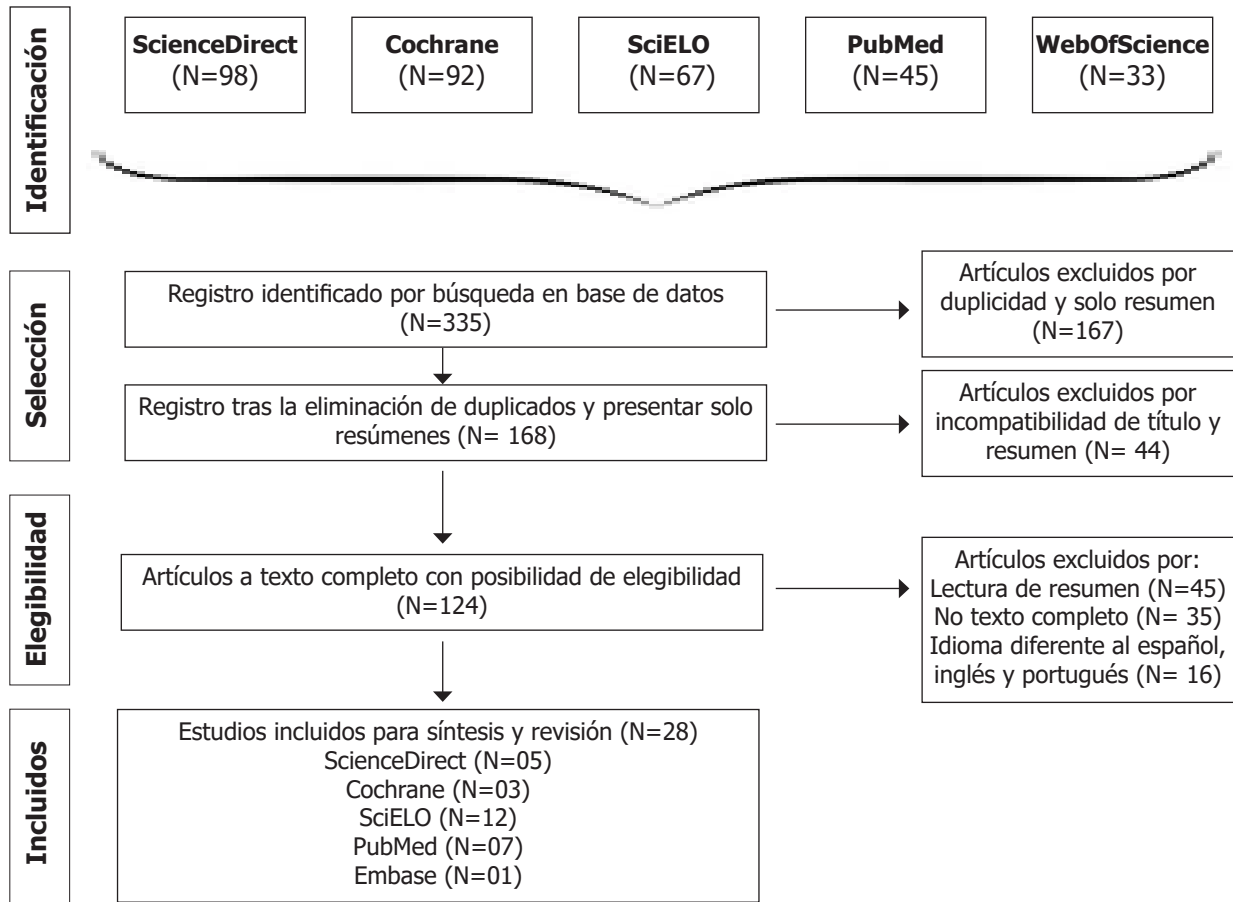 Identificación
ScienceDirect
(N=98)
Cochrane
(N=92)
SciELO
(N=67)
PubMed
(N=45)
WebOfScience
(N=33)
Selección
Registro identificado por búsqueda en base de datos
(N=335)
Artículos excluidos por
duplicidad y solo resumen
(N=167)
Registro tras la eliminación de duplicados y presentar solo
resúmenes (N= 168)
Artículos excluidos por
incompatibilidad de título y
resumen (N= 44)
Elegibilidad
Artículos a texto completo con posibilidad de elegibilidad
(N=124)
Artículos excluidos por:
Lectura de resumen (N=45)
No texto completo (N= 35)
Idioma diferente al español,
inglés y portugués (N= 16)
Incluidos
Estudios incluidos para síntesis y revisión (N=28)
ScienceDirect (N=05)
Cochrane (N=03)
SciELO (N=12)
PubMed (N=07)
Embase (N=01)